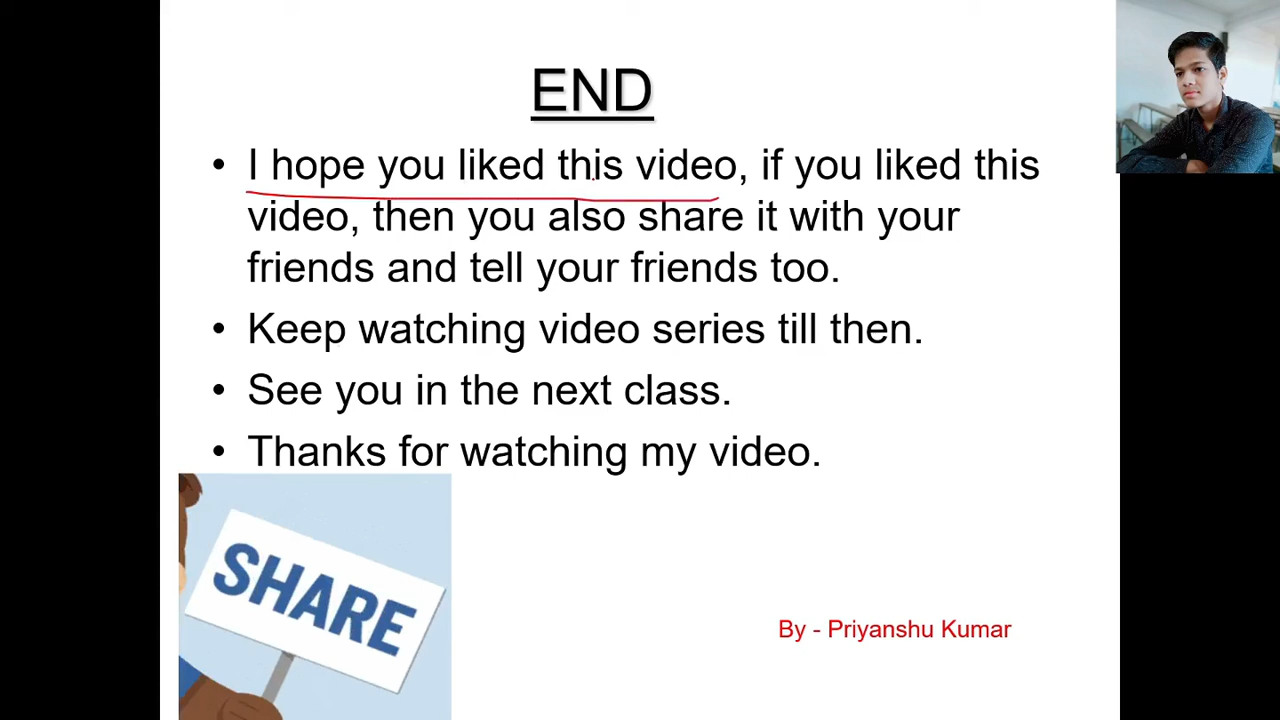 END
• I hope you liked this video, if you liked this
video, then you also share it with your
friends and tell your friends too.
• Keep watching video series till then.
• See you in the next class.
• Thanks for watching my video.
SHARE
By - Priyanshu Kumar